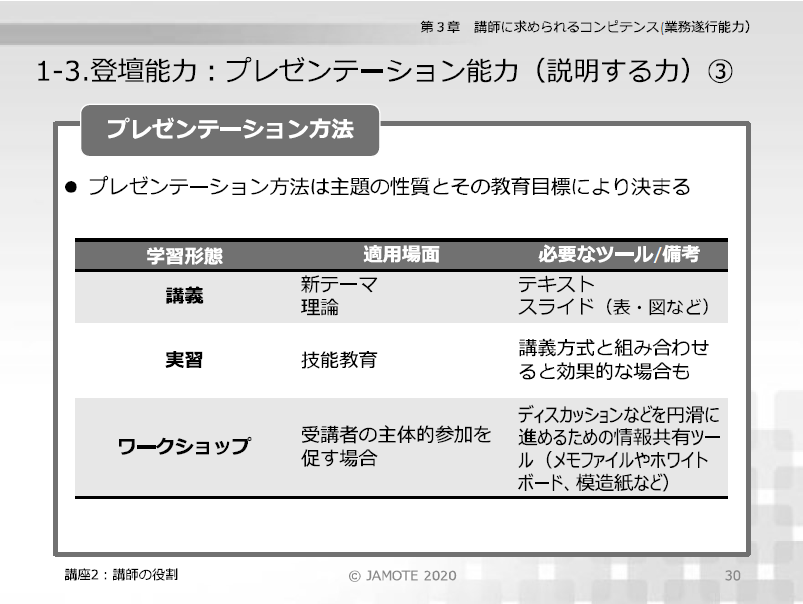 第３章　講師に求められるコンピテンス(業務遂行能力）
1-3.登壇能力：プレゼンテーション能力（説明する力）③
プレゼンテーション方法
● プレゼンテーション方法は主題の性質とその教育目標により決まる
学習形態 適用場面 必要なツール/備考
講義
新テーマ
理論
テキスト
スライド（表・図など）
実習
技能教育
講義方式と組み合わせ
ると効果的な場合も
ワークショップ
受講者の主体的参加を
促す場合
ディスカッションなどを円滑に
進めるための情報共有ツー
ル（メモファイルやホワイト
ボード、模造紙など）
講座2：講師の役割
© JAMOTE 2020
30